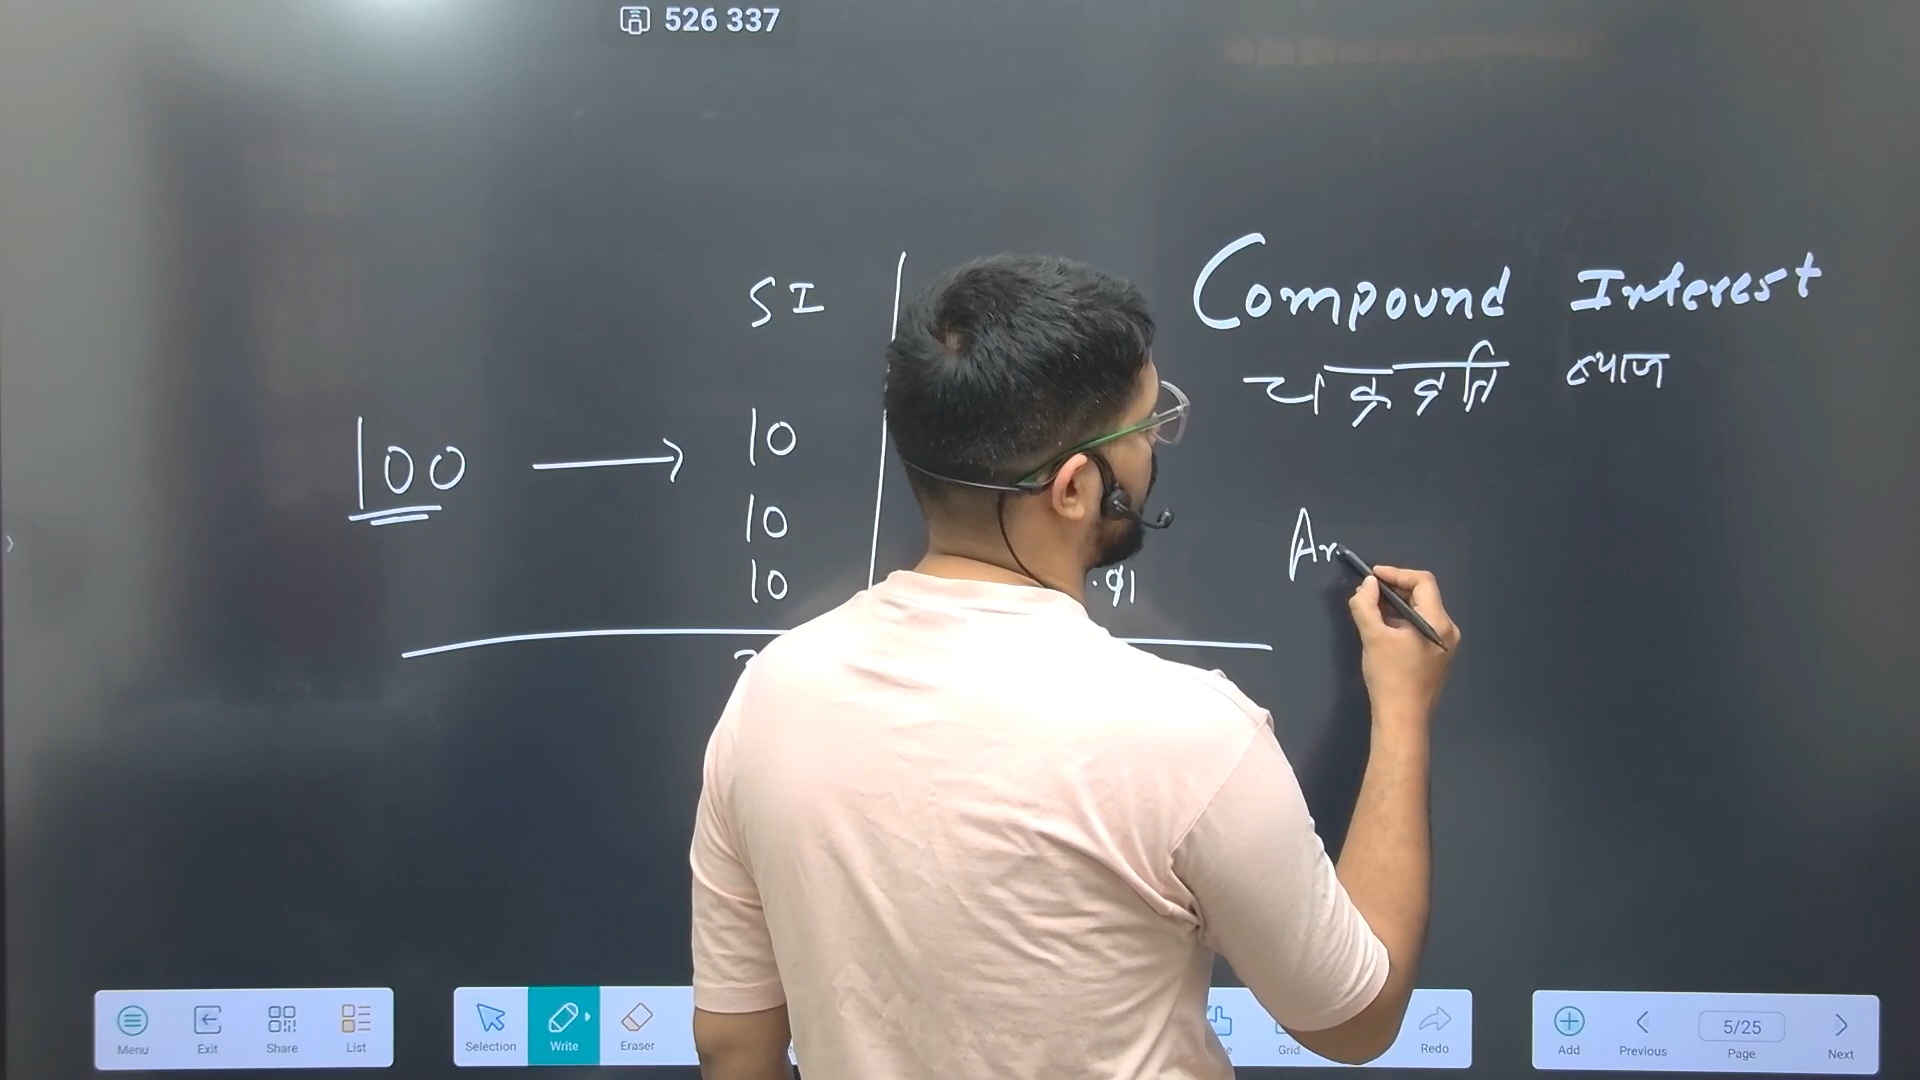 526 337
SI
Compound Interest
चक्रवृत्ति ब्याज
100 → 10
10
10
.91
Am
Menu
Exit
Share
List
Selection
Write
Eraser
Grid
Redo
Add
Previous
5/25
Page
Next